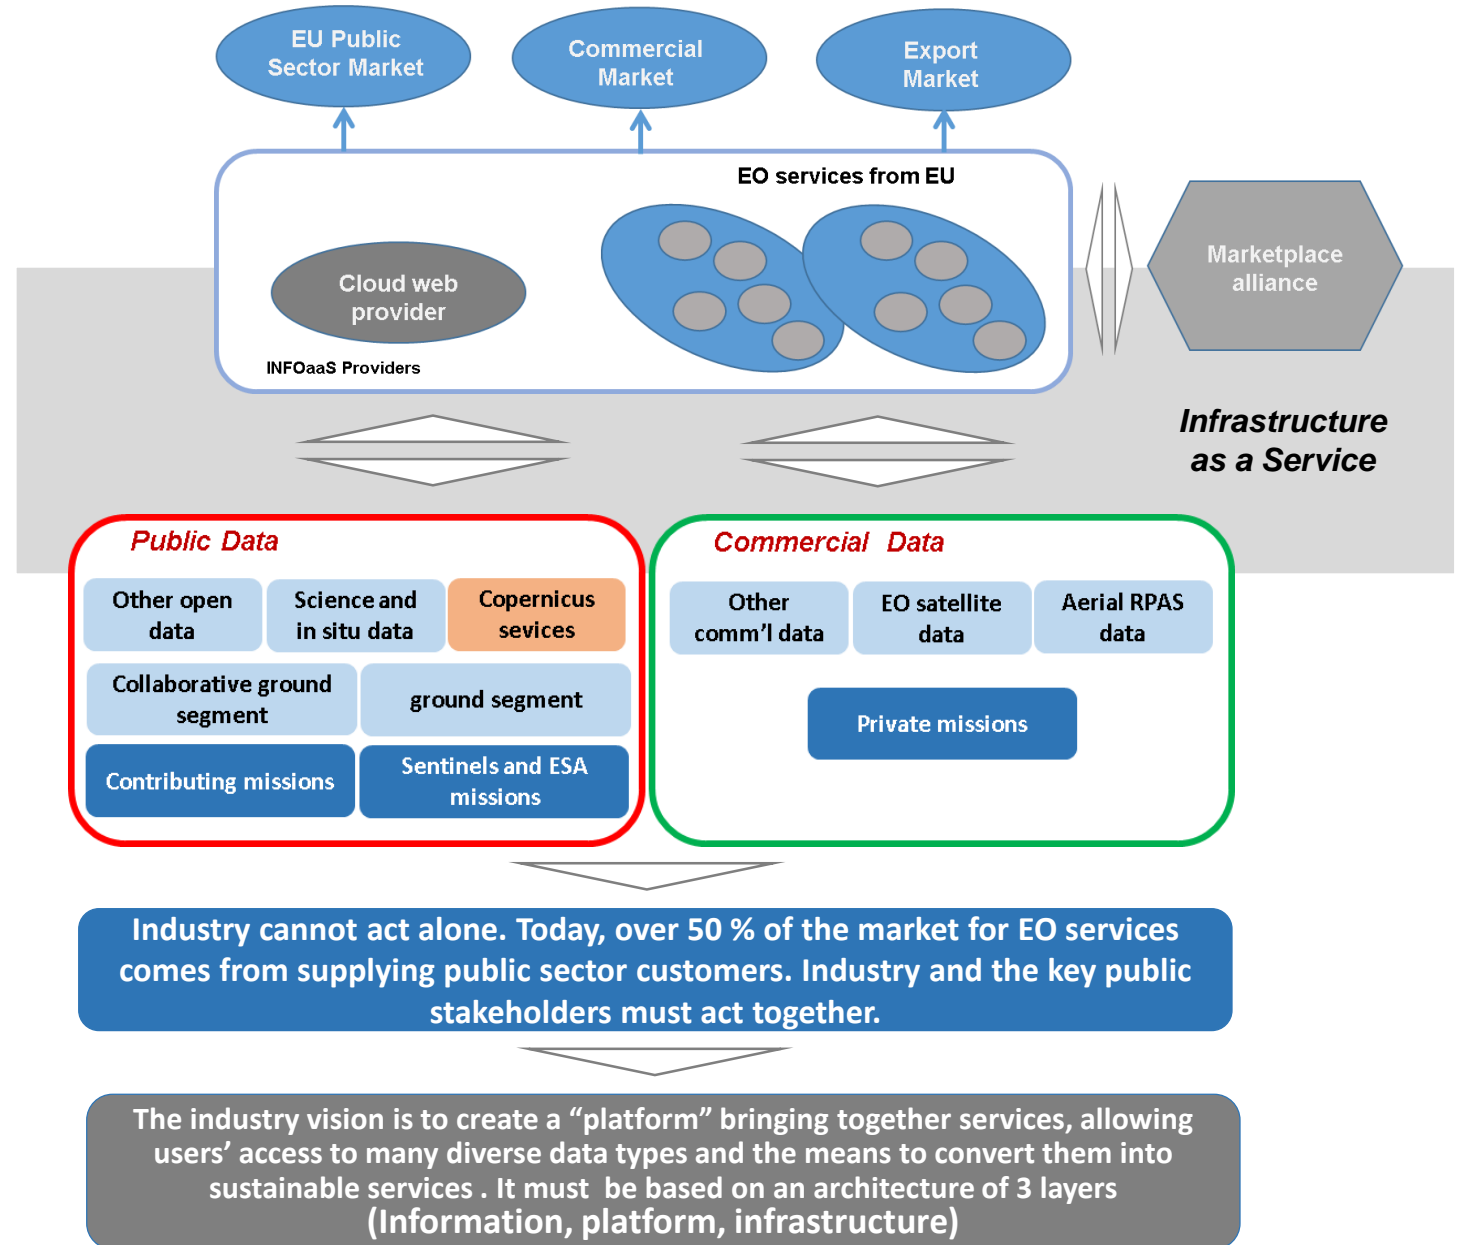 EU Public
Sector Market
Commercial
Market
Export
Market
EO services from EU
Cloud web
provider
INFOaaS Providers
Marketplace
alliance
Infrastructure
as a Service
Public Data
Other open
data
Science and
in situ data
Copernicus
sevices
Collaborative ground
segment
ground segment
Contributing missions
Sentinels and ESA
missions
Commercial Data
Other
comm'l data
EO satellite
data
Aerial RPAS
data
Private missions
Industry cannot act alone. Today, over 50 % of the market for EO services
comes from supplying public sector customers. Industry and the key public
stakeholders must act together.
The industry vision is to create a “platform” bringing together services, allowing
users’ access to many diverse data types and the means to convert them into
sustainable services . It must be based on an architecture of 3 layers
(Information, platform, infrastructure)